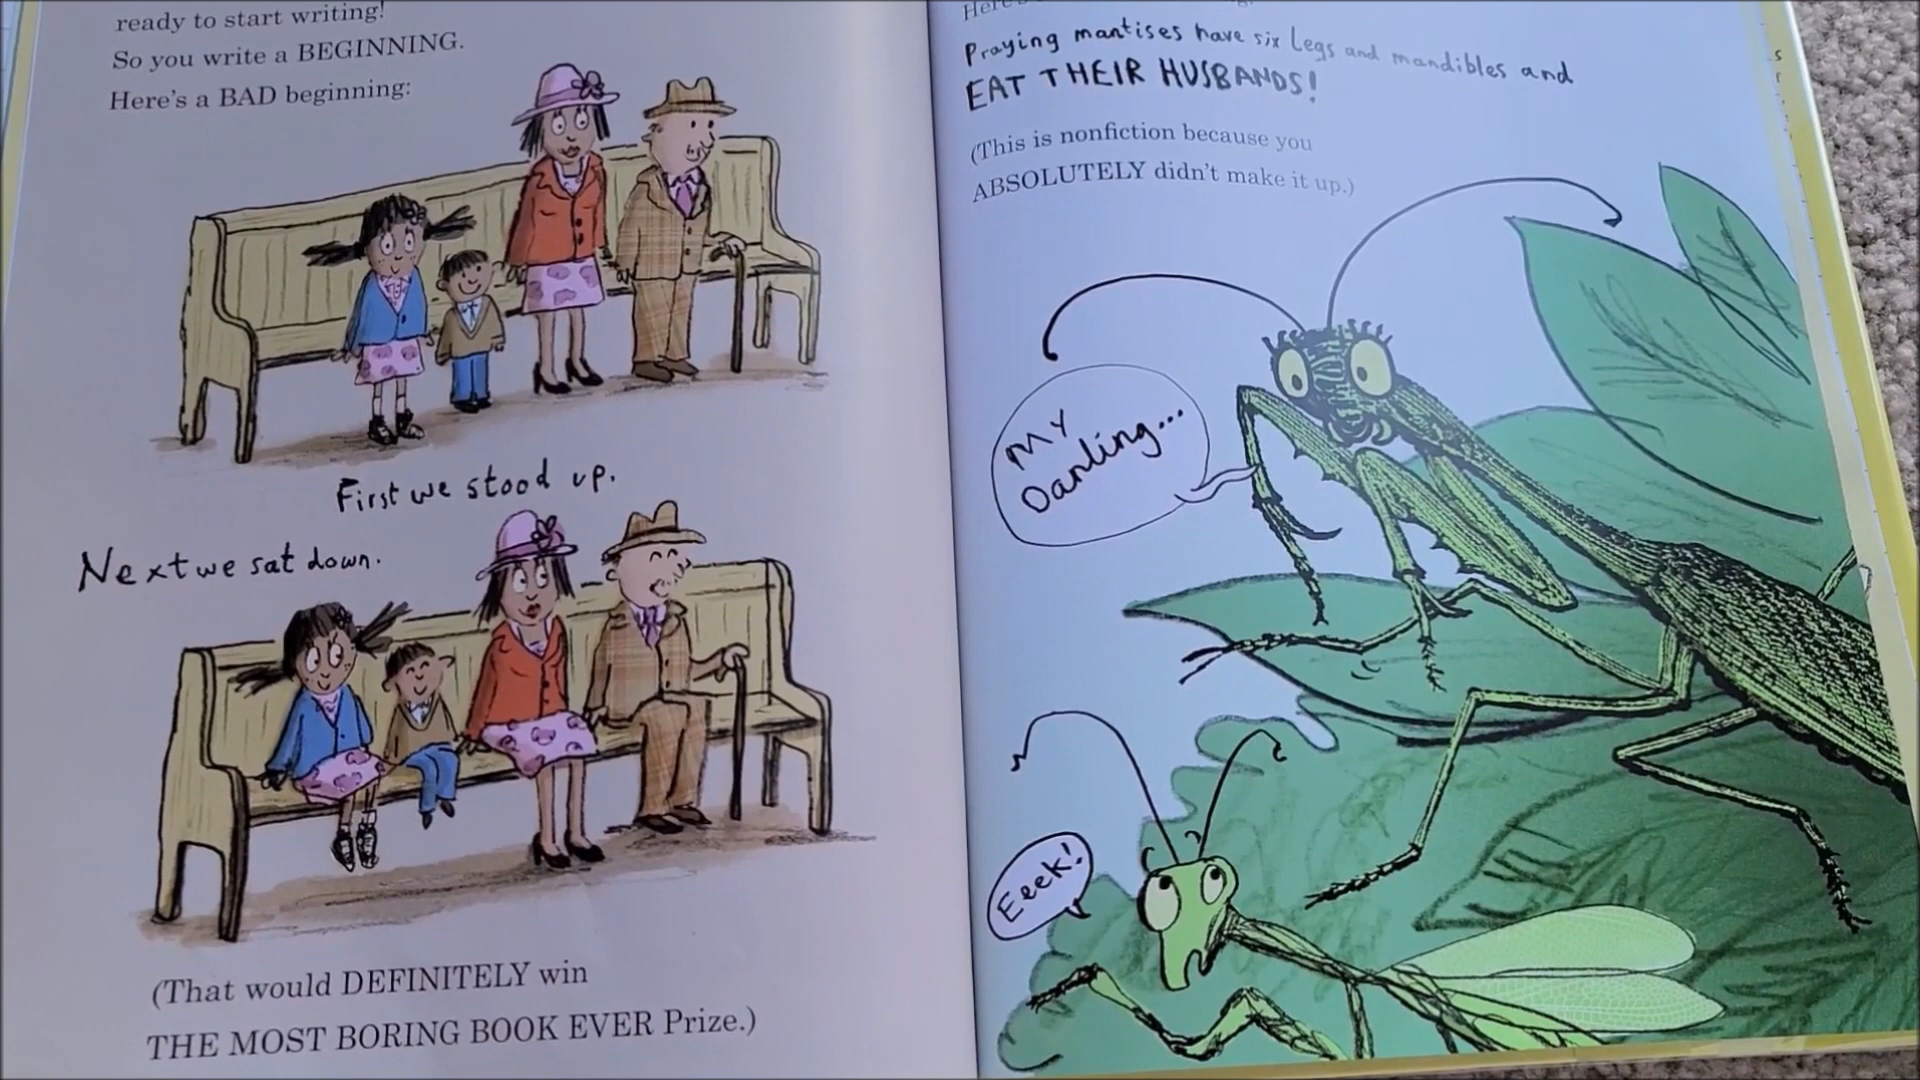 ready to start writing!
So you write a BEGINNING.
Here's a BAD beginning:
First we stood up.
Next we sat down.
(That would DEFINITELY win
THE MOST BORING BOOK EVER Prize.)
Praying mantises have six legs and mandibles and
EAT THEIR HUSBANDS!
(This is nonfiction because you
ABSOLUTELY didn't make it up.)
My
Darling...
Eeek!